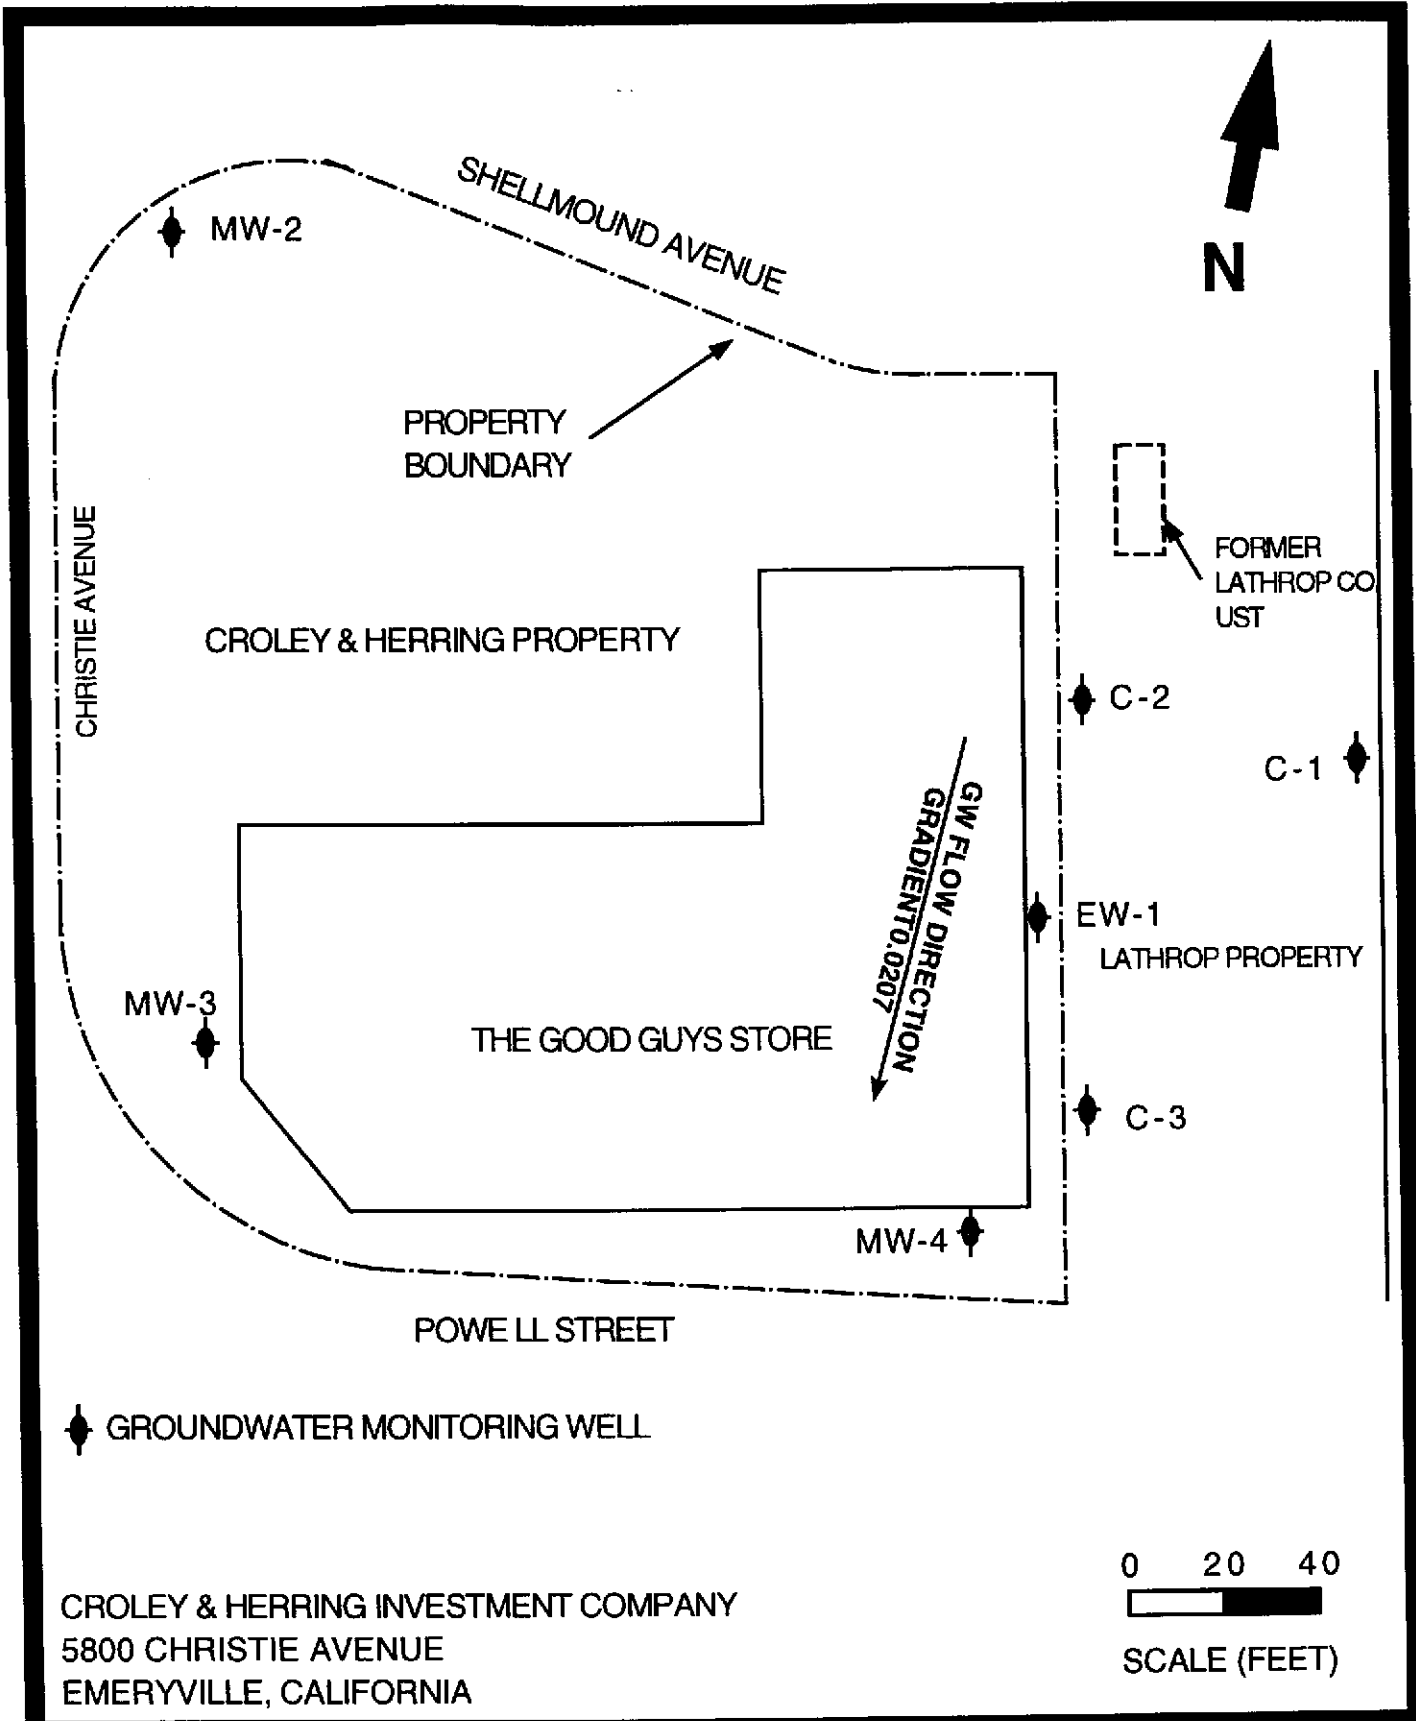 SHELLMOUND AVENUE
N
MW-2
PROPERTY
BOUNDARY
CHRISTIE AVENUE
FORMER
LATHROP CO
UST
CROLEY & HERRING PROPERTY
C-2
C-1
GW FLOW DIRECTION
GRADIENT0.0207
EW-1
LATHROP PROPERTY
MW-3
THE GOOD GUYS STORE
C-3
MW-4
POWE LL STREET
GROUNDWATER MONITORING WELL
0 20 40
SCALE (FEET)
CROLEY & HERRING INVESTMENT COMPANY
5800 CHRISTIE AVENUE
EMERYVILLE, CALIFORNIA